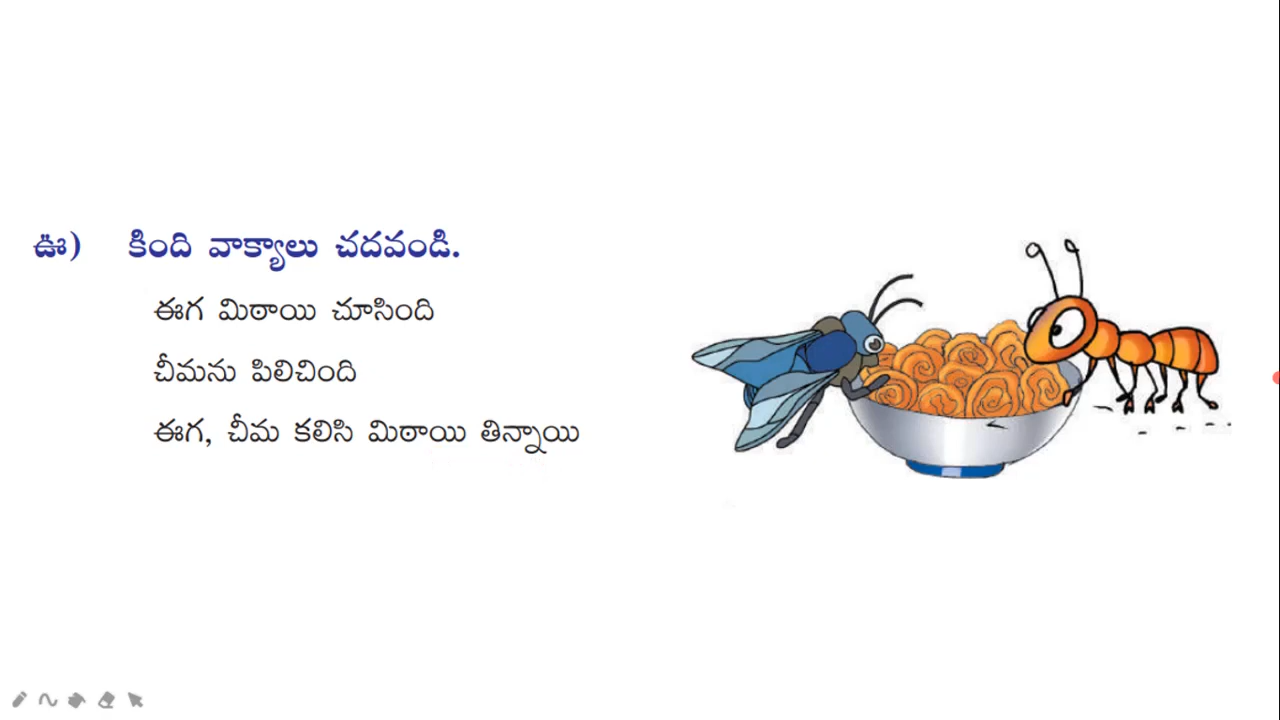 ఊ) కింది వాక్యాలు చదవండి.
ఈగ మిఠాయి చూసింది
చీమను పిలిచింది
ఈగ, చీమ కలిసి మిఠాయి తిన్నాయి